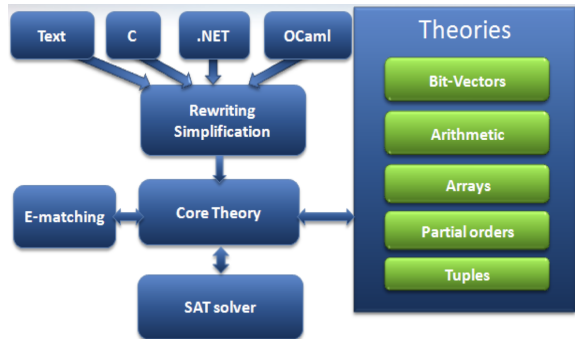 Text
C
.NET
OCaml
Rewriting
Simplification
E-matching
Core Theory
SAT solver
Theories
Bit-Vectors
Arithmetic
Arrays
Partial orders
Tuples